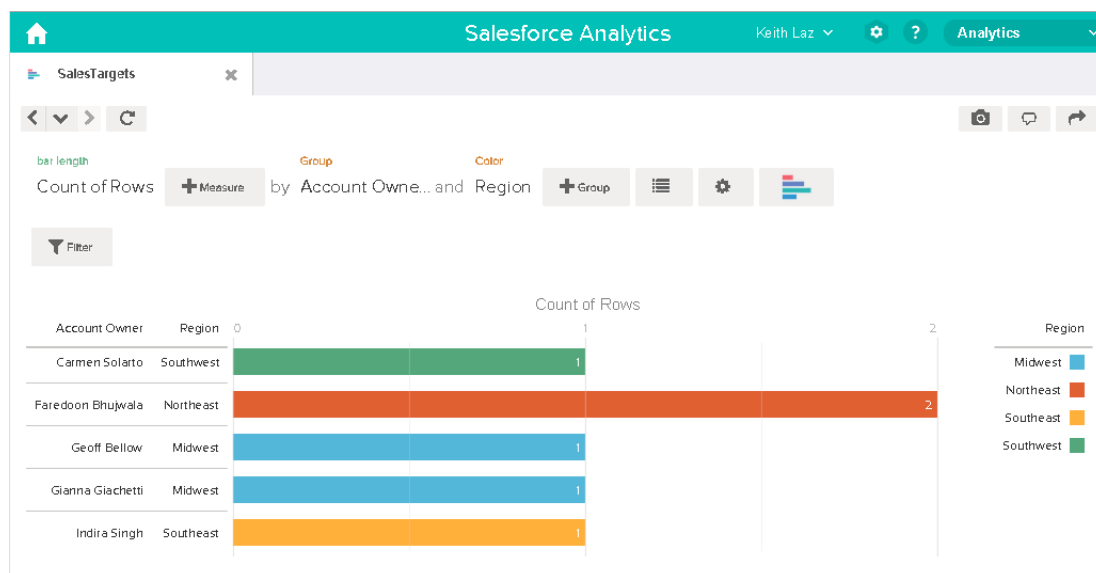 Salesforce Analytics Keith Laz ? Analytics
SalesTargets
bar length Group Color
Count of Rows Measure by Account Owne... and Region Group
Filter
Count of Rows
Account Owner Region 0 1 2 Region
Carmen Solarto Southwest 1 Midwest
Faredoon Bhujwala Northeast 2 Northeast
Southeast
Geoff Bellow Midwest 1 Southwest
Gianna Giachetti Midwest 1
Indira Singh Southeast 1